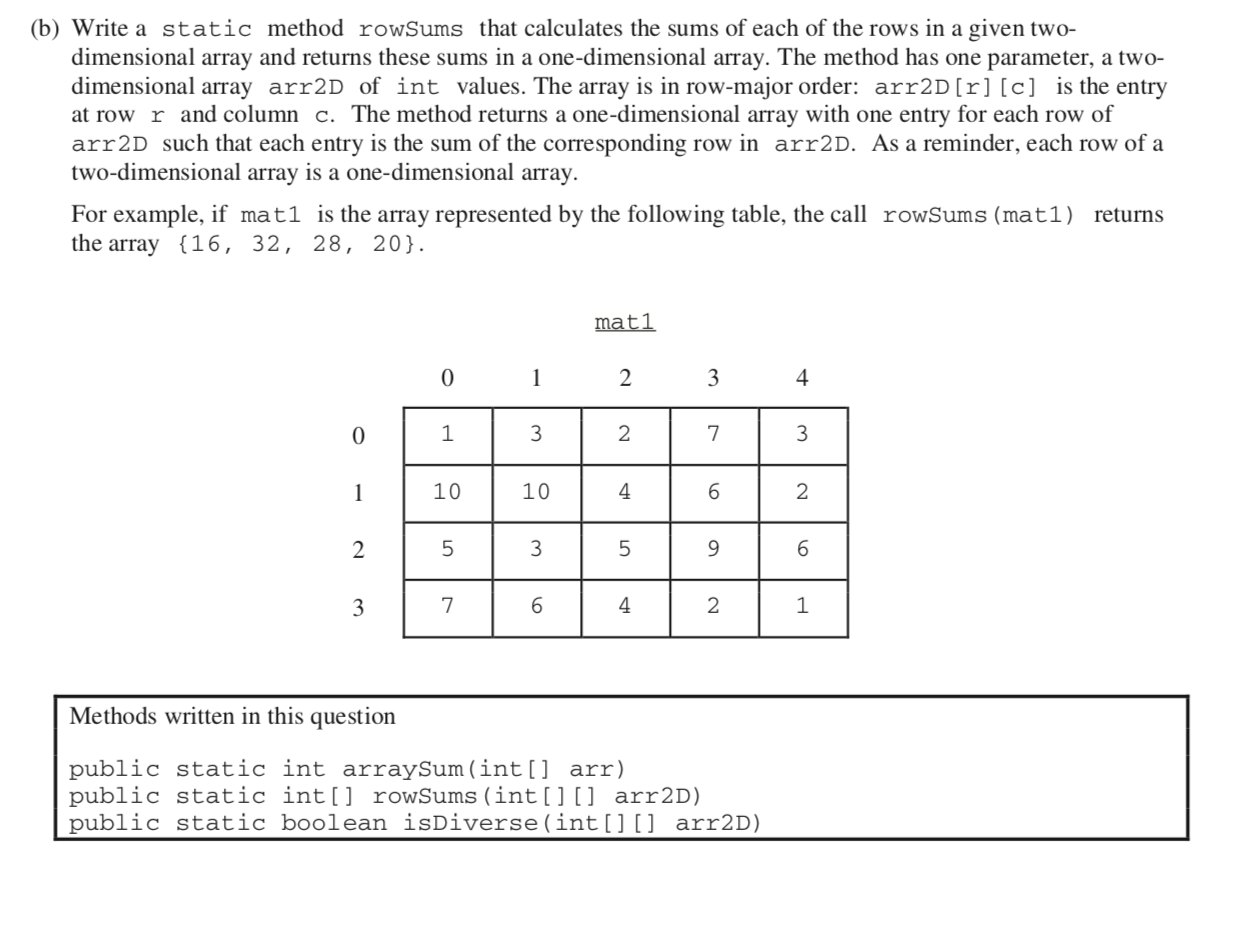 (b) Write a static method rowSums that calculates the sums of each of the rows in a given two-
dimensional array and returns these sums in a one-dimensional array. The method has one parameter, a two-
dimensional array arr2D of int values. The array is in row-major order: arr2D[r][c] is the entry
at row r and column c. The method returns a one-dimensional array with one entry for each row of
arr2D such that each entry is the sum of the corresponding row in arr2D. As a reminder, each row of a
two-dimensional array is a one-dimensional array.
For example, if mat1 is the array represented by the following table, the call rowSums(mat1) returns
the array {16, 32, 28, 20}.
mat1
0 1 2 3 4
0 1 3 2 7 3
1 10 10 4 6 2
2 5 3 5 9 6
3 7 6 4 2 1
Methods written in this question
public static int arraySum(int[] arr)
public static int[] rowSums(int[][] arr2D)
public static boolean isDiverse(int[][] arr2D)